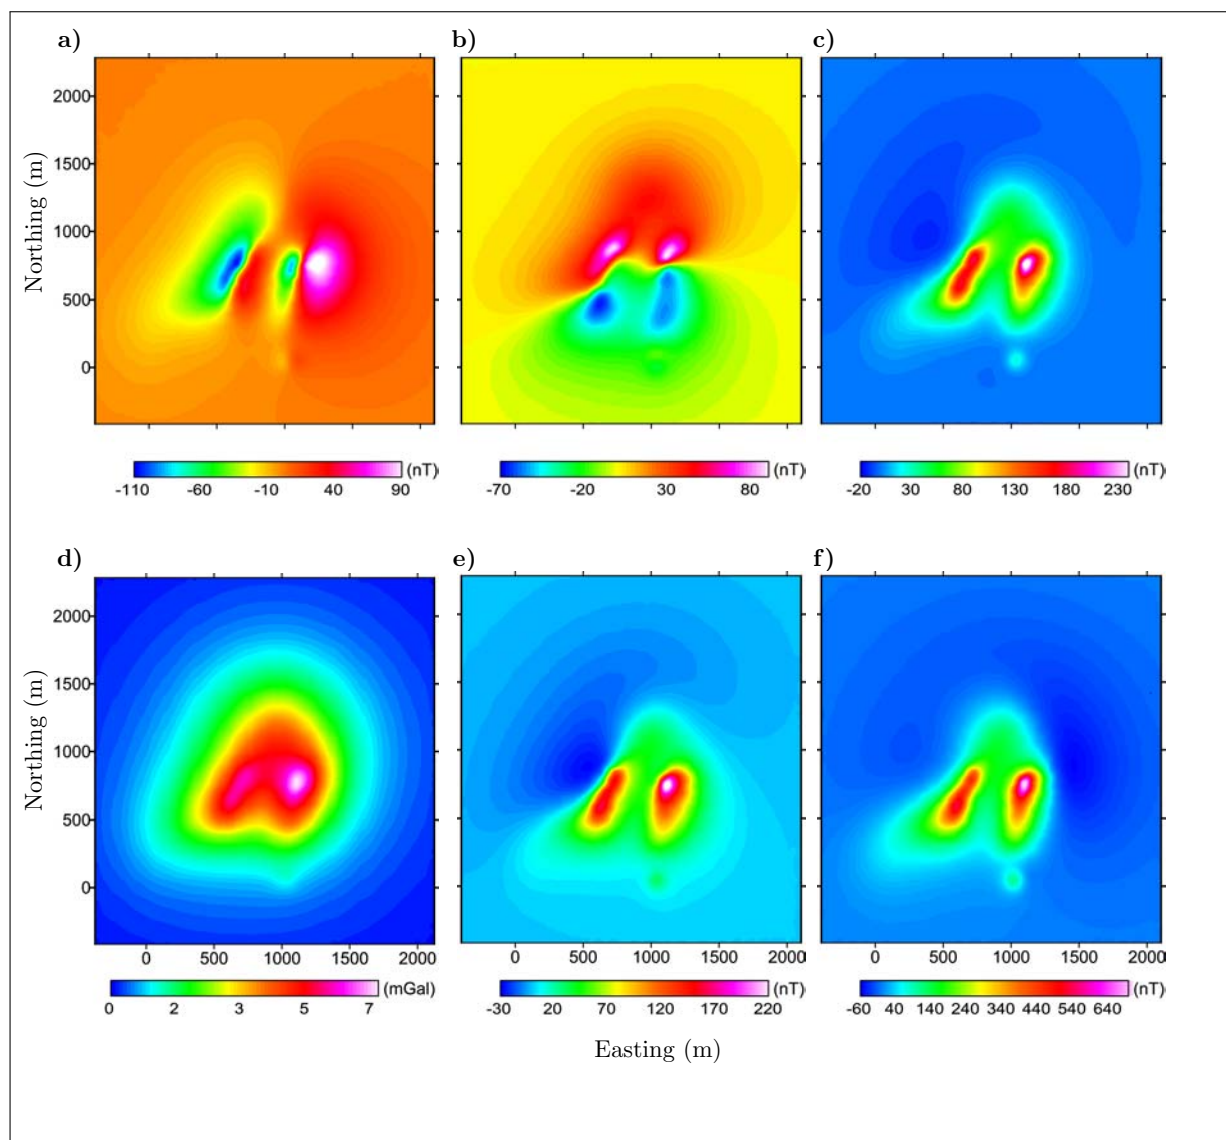 a) b) c)
2000
1500
1000
500
0
Northing (m)
-110 -60 -10 40 90 (nT)
-70 -20 30 80 (nT)
-20 30 80 130 180 230 (nT)
d) e) f)
2000
1500
1000
500
0
Northing (m)
0 500 1000 1500 2000
0 500 1000 1500 2000
0 500 1000 1500 2000
0 2 3 5 7 (mGal)
-30 20 70 120 170 220 (nT)
-60 40 140 240 340 440 540 640 (nT)
Easting (m)